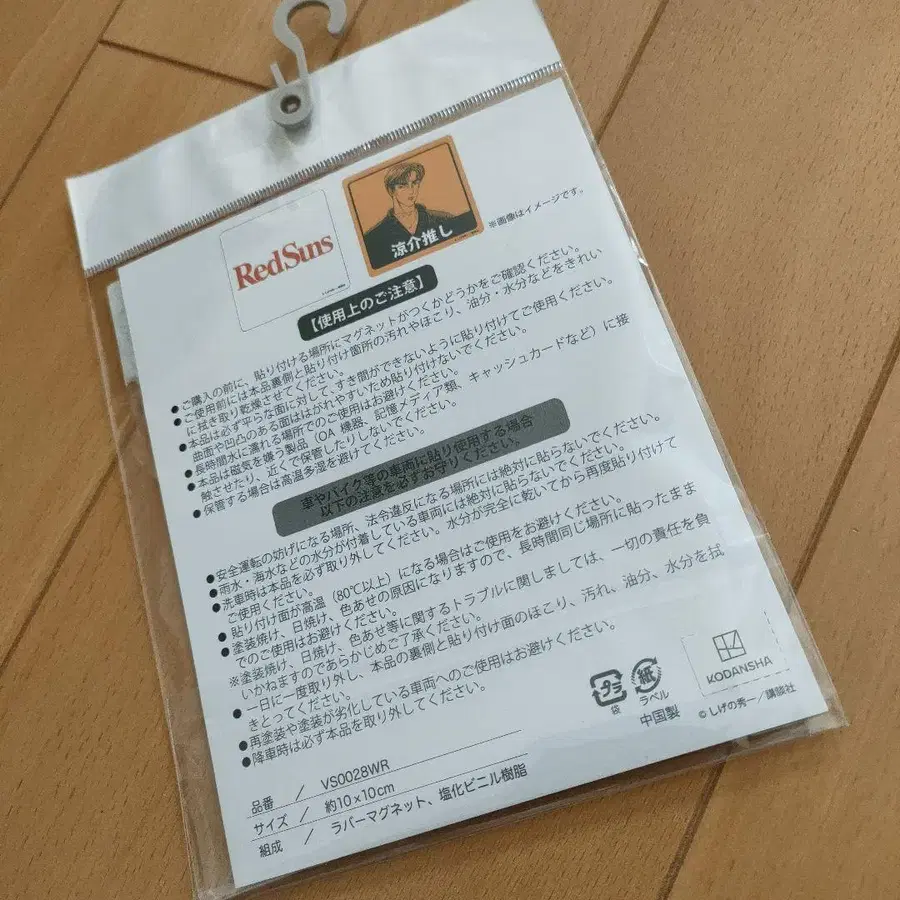 RedSuns
涼介推し
※画像はイメージです。
【使用上のご注意】
●ご購入の前に、貼り付ける場所にマグネットがつくかどうかをご確認ください。
●ご使用前には本品裏側と貼り付け箇所の汚れやほこり、油分・水分などをきれい
に拭き取り乾燥させてください。
●本品は必ず平らな面に対して、すき間ができないように貼り付けてご使用ください。
曲面や凹凸のある面ははがれやすいため貼り付けないでください。
●長時間水に濡れる場所でのご使用はお避けください。
●本品は磁気を嫌う製品（OA 機器、記憶メディア類、キャッシュカードなど）に接
触させたり、近くで保管したりしないでください。
●保管する場合は高温多湿を避けてください。
車やバイク等の車両に貼り使用する場合
以下の注意を必ずお守りください。
●安全運転の妨げになる場所、法令違反になる場所には絶対に貼らないでください。
●雨水・海水などの水分が付着している車両には絶対に貼らないでください。
●洗車時は本品を必ず取り外してください。水分が完全に乾いてから再度貼り付けて
ご使用ください。
●貼り付け面が高温（80℃以上）になる場合はご使用をお避けください。
●塗装焼け、日焼け、色あせの原因になりますので、長時間同じ場所に貼ったまま
でのご使用はお避けください。
※塗装焼け、日焼け、色あせ等に関するトラブルに関しましては、一切の責任を負
いかねますのであらかじめご了承ください。
●一日に一度取り外し、本品の裏側と貼り付け面のほこり、汚れ、油分、水分を拭
きとってください。
●再塗装や塗装が劣化している車両へのご使用はお避けください。
●降車時は必ず本品を取り外してください。
プラ
袋
紙
ラベル
中国製
KODANSHA
©しげの秀一／講談社
品番 / VS0028WR
サイズ / 約10×10cm
組成 / ラバーマグネット、塩化ビニル樹脂